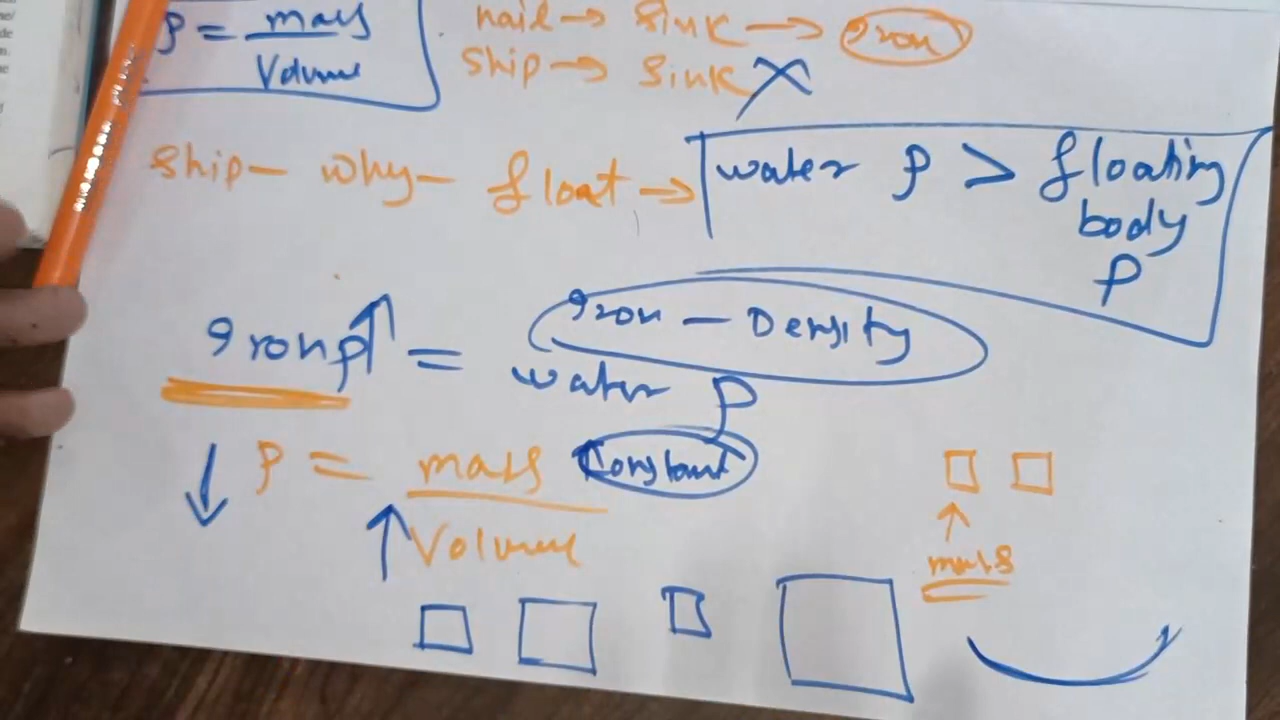 ρ = mass
Volume
nail → sink → Iron
ship → sink ✗
ship - why - float →
water ρ > floating
body
ρ
Iron ρ↑ =
Iron - Density
water ρ
↓ ρ = mass Constant
↑ Volume
↑
mass